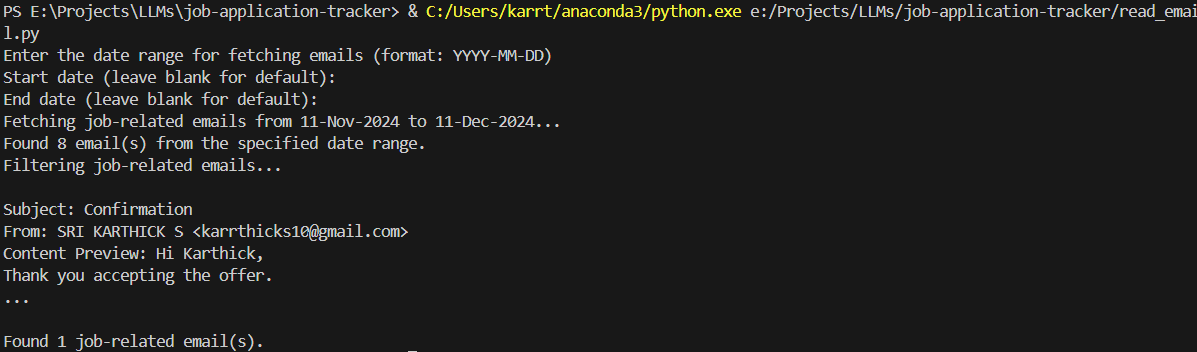 PS E:\Projects\LLMs\job-application-tracker> & C:/Users/karrt/anaconda3/python.exe e:/Projects/LLMs/job-application-tracker/read_emai
l.py
Enter the date range for fetching emails (format: YYYY-MM-DD)
Start date (leave blank for default):
End date (leave blank for default):
Fetching job-related emails from 11-Nov-2024 to 11-Dec-2024...
Found 8 email(s) from the specified date range.
Filtering job-related emails...
Subject: Confirmation
From: SRI KARTHICK S <karrthicks10@gmail.com>
Content Preview: Hi Karthick,
Thank you accepting the offer.
...
Found 1 job-related email(s).